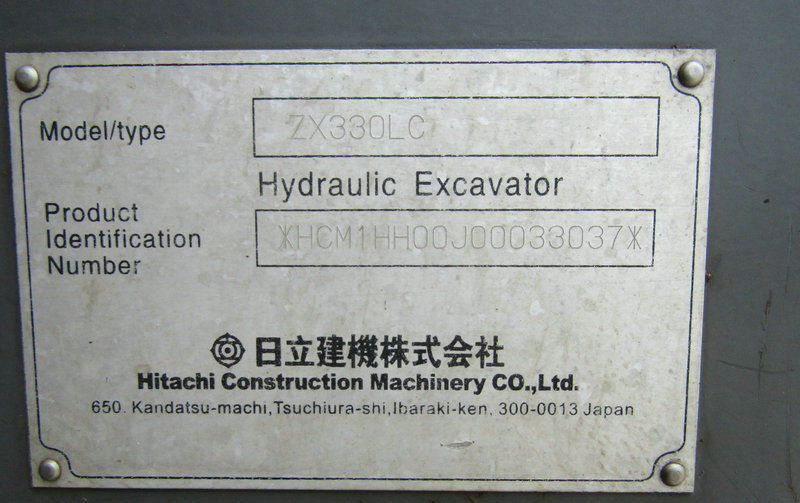 Model/type
ZX330LC
Hydraulic Excavator
Product
Identification
Number
*HCM1HH00J00033037*
日立建機株式会社
Hitachi Construction Machinery CO.,Ltd.
650. Kandatsu-machi,Tsuchiura-shi,Ibaraki-ken, 300-0013 Japan